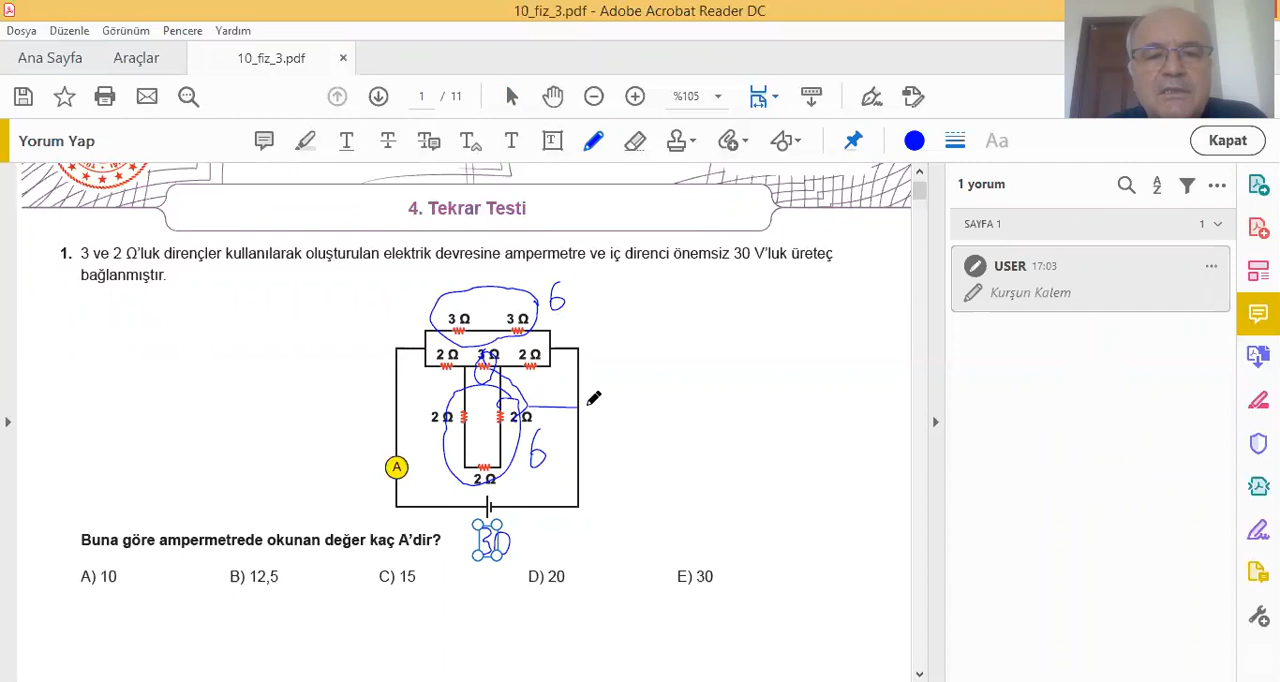 10_fiz_3.pdf - Adobe Acrobat Reader DC
Dosya Düzenle Görünüm Pencere Yardım
Ana Sayfa Araçlar 10_fiz_3.pdf ×
1 / 11 %105
Yorum Yap Aa Kapat
4. Tekrar Testi
1. 3 ve 2 Ω'luk dirençler kullanılarak oluşturulan elektrik devresine ampermetre ve iç direnci önemsiz 30 V'luk üreteç
bağlanmıştır.
6
3 Ω 3 Ω
2 Ω 3 Ω 2 Ω
2 Ω 2 Ω
6
A
2 Ω
30
Buna göre ampermetrede okunan değer kaç A'dir?
A) 10 B) 12,5 C) 15 D) 20 E) 30
1 yorum
SAYFA 1 1
USER 17:03
Kurşun Kalem